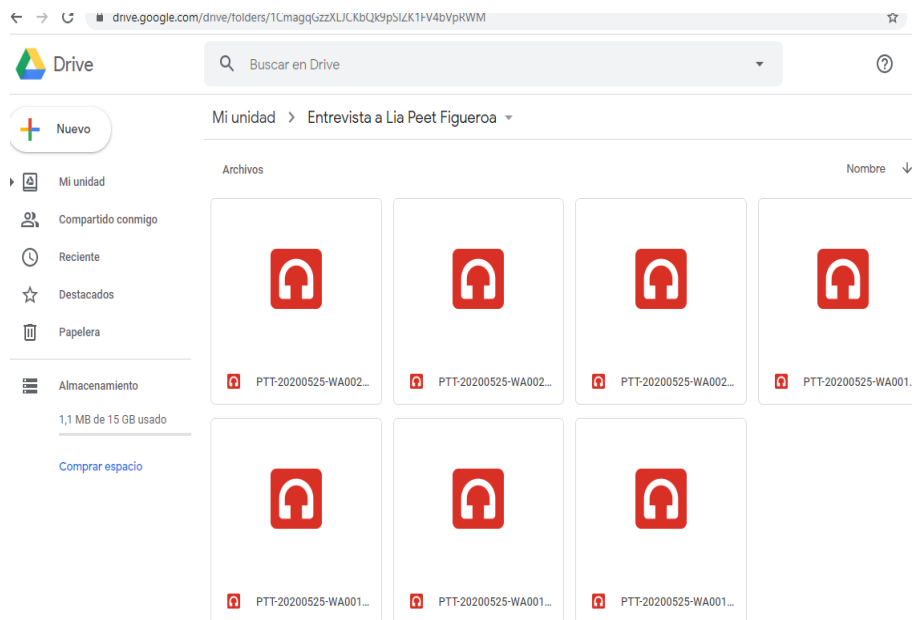 drive.google.com/drive/folders/1CmagqGzzXLJCKbQk9pSIZK1FV4bVpRWM
Drive
Buscar en Drive
Nuevo
Mi unidad > Entrevista a Lia Peet Figueroa
Archivos
Nombre
Mi unidad
Compartido conmigo
Reciente
Destacados
Papelera
Almacenamiento
1,1 MB de 15 GB usado
Comprar espacio
PTT-20200525-WA002... PTT-20200525-WA002... PTT-20200525-WA002... PTT-20200525-WA001.
PTT-20200525-WA001... PTT-20200525-WA001... PTT-20200525-WA001...